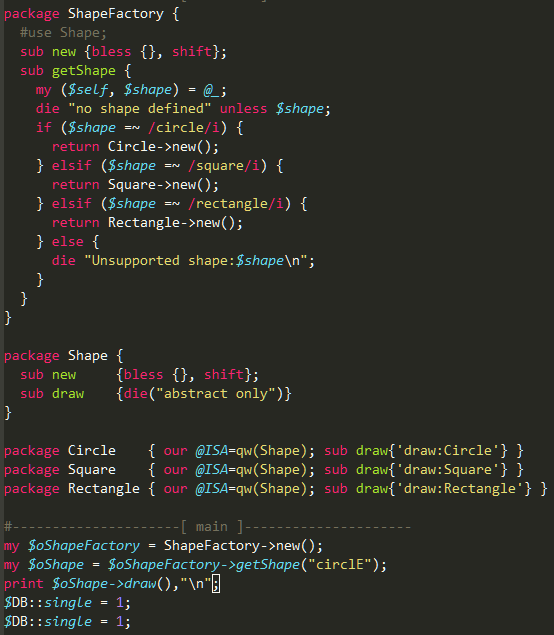 package ShapeFactory {
  #use Shape;
  sub new {bless {}, shift};
  sub getShape {
    my ($self, $shape) = @_;
    die "no shape defined" unless $shape;
    if ($shape =~ /circle/i) {
      return Circle->new();
    } elsif ($shape =~ /square/i) {
      return Square->new();
    } elsif ($shape =~ /rectangle/i) {
      return Rectangle->new();
    } else {
      die "Unsupported shape:$shape\n";
    }
  }
}

package Shape {
  sub new     {bless {}, shift};
  sub draw    {die("abstract only")}
}

package Circle    { our @ISA=qw(Shape); sub draw{'draw:Circle'} }
package Square    { our @ISA=qw(Shape); sub draw{'draw:Square'} }
package Rectangle { our @ISA=qw(Shape); sub draw{'draw:Rectangle'} }

#---------------------[ main ]---------------------
my $oShapeFactory = ShapeFactory->new();
my $oShape = $oShapeFactory->getShape("circlE");
print $oShape->draw(),"\n";
$DB::single = 1;
$DB::single = 1;